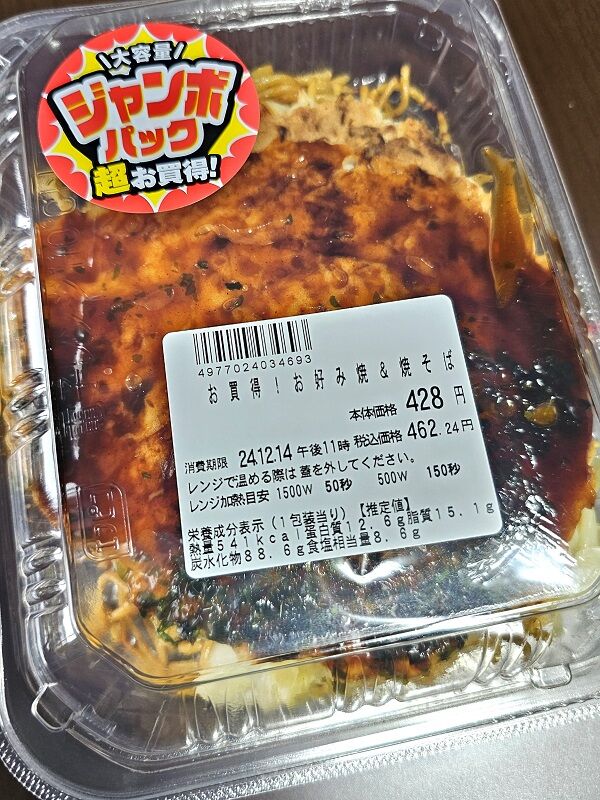 大容量
ジャンボ
パック
超お買得!
4977024034693
お買得!お好み焼&焼そば
本体価格 428 円
消費期限 24.12.14 午後11時 税込価格 462.24円
レンジで温める際は蓋を外してください。
レンジ加熱目安 1500W 50秒 500W 150秒
栄養成分表示(1包装当り)【推定値】
熱量541kcal蛋白質12.6g脂質15.1g
炭水化物88.6g食塩相当量8.6g